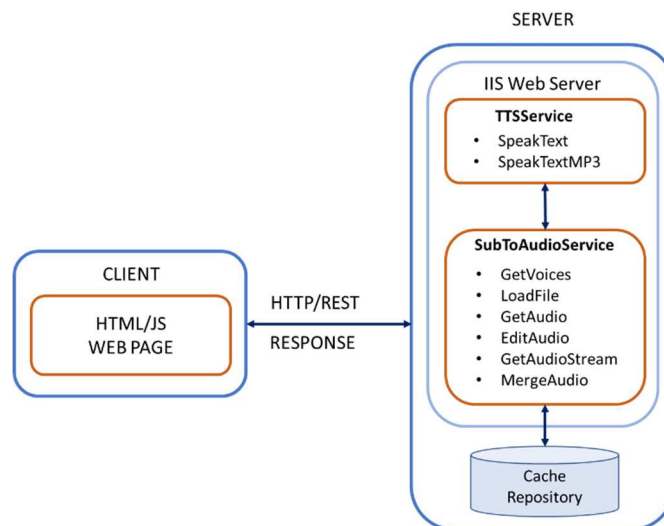 SERVER
IIS Web Server
TTSService
• SpeakText
• SpeakTextMP3
SubToAudioService
• GetVoices
• LoadFile
• GetAudio
• EditAudio
• GetAudioStream
• MergeAudio
CLIENT
HTML/JS
WEB PAGE
HTTP/REST
RESPONSE
Cache
Repository